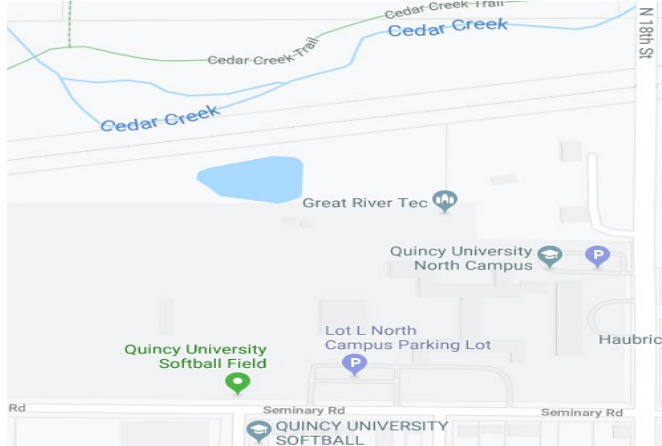 Cedar Creek Trail
Cedar Creek
N 18th St
Cedar Creek Trail
Cedar Creek
Great River Tec
Quincy University
North Campus
P
Haubric
Lot L North
Campus Parking Lot
P
Quincy University
Softball Field
Rd
Seminary Rd
Seminary Rd
QUINCY UNIVERSITY
SOFTBALL